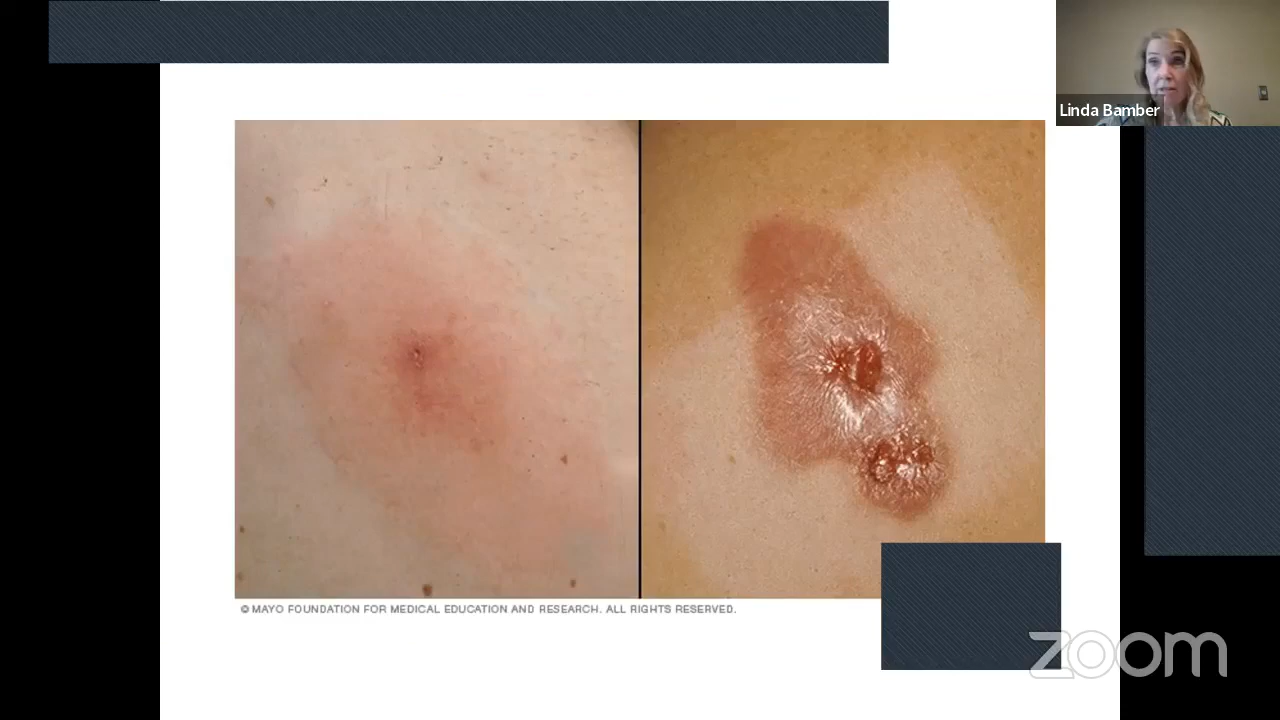 Linda Bamber
© MAYO FOUNDATION FOR MEDICAL EDUCATION AND RESEARCH. ALL RIGHTS RESERVED.
zoom